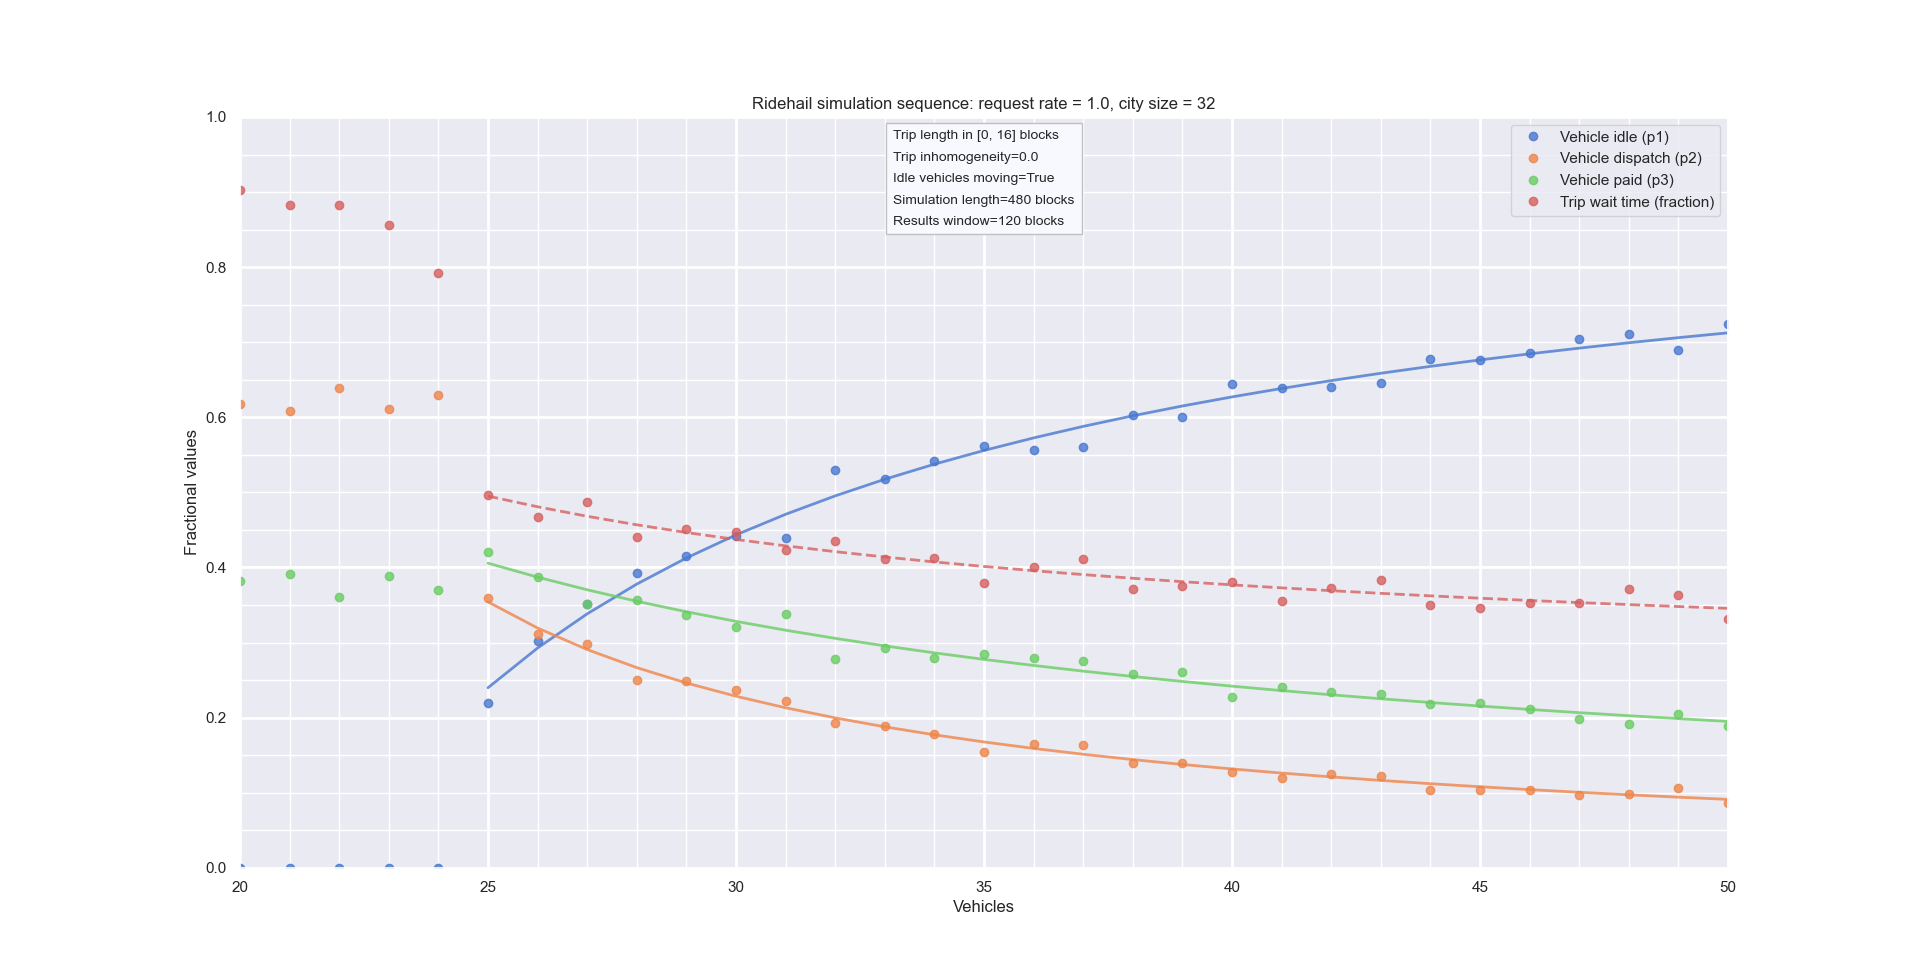 Ridehail simulation sequence: request rate = 1.0, city size = 32
1.0
0.8
0.6
0.4
0.2
0.0
Fractional values
Trip length in [0, 16] blocks
Trip inhomogeneity=0.0
Idle vehicles moving=True
Simulation length=480 blocks
Results window=120 blocks
Vehicle idle (p1)
Vehicle dispatch (p2)
Vehicle paid (p3)
Trip wait time (fraction)
20 25 30 35 40 45 50
Vehicles